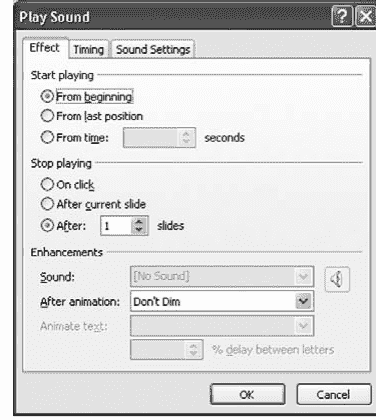 Play Sound
Effect Timing Sound Settings
Start playing
From beginning
From last position
From time: seconds
Stop playing
On click
After current slide
After: 1 slides
Enhancements
Sound: [No Sound]
After animation: Don't Dim
Animate text:
% delay between letters
OK Cancel